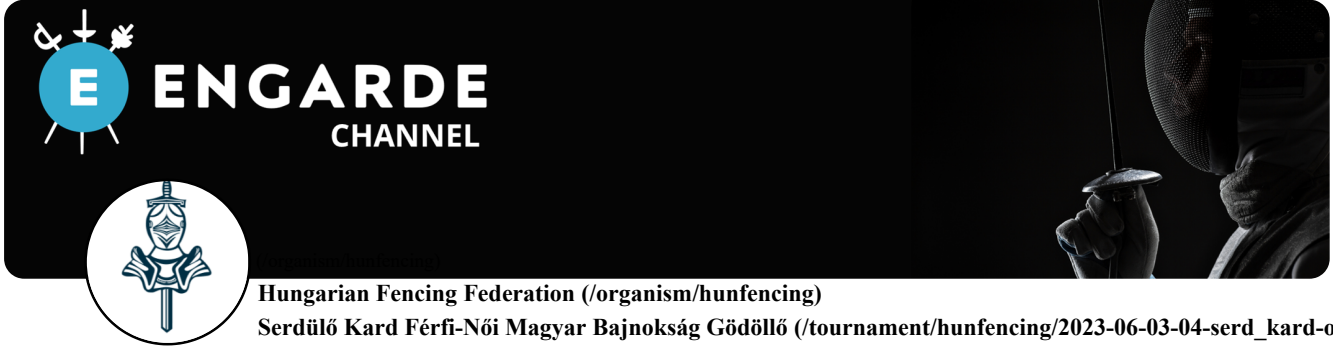 E ENGARDE
CHANNEL
(/organism/hunfencing)
Hungarian Fencing Federation (/organism/hunfencing)
Serdülő Kard Férfi-Női Magyar Bajnokság Gödöllő (/tournament/hunfencing/2023-06-03-04-serd_kard-o